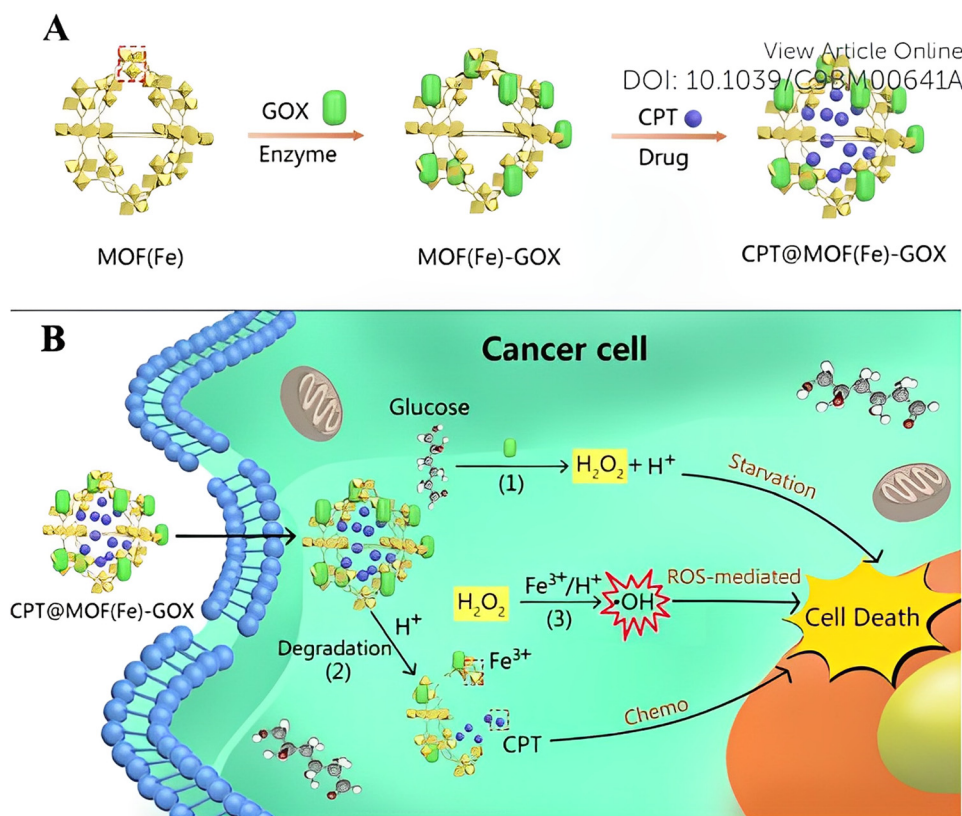 A
View Article Online
DOI: 10.1039/C9BM00641A
GOX
Enzyme
CPT
Drug
MOF(Fe)
MOF(Fe)-GOX
CPT@MOF(Fe)-GOX
B
Cancer cell
Glucose
(1)
H₂O₂ + H⁺
Starvation
CPT@MOF(Fe)-GOX
H₂O₂
Fe³⁺/H⁺
(3)
·OH
ROS-mediated
Cell Death
H⁺
Degradation
(2)
Fe³⁺
CPT
Chemo